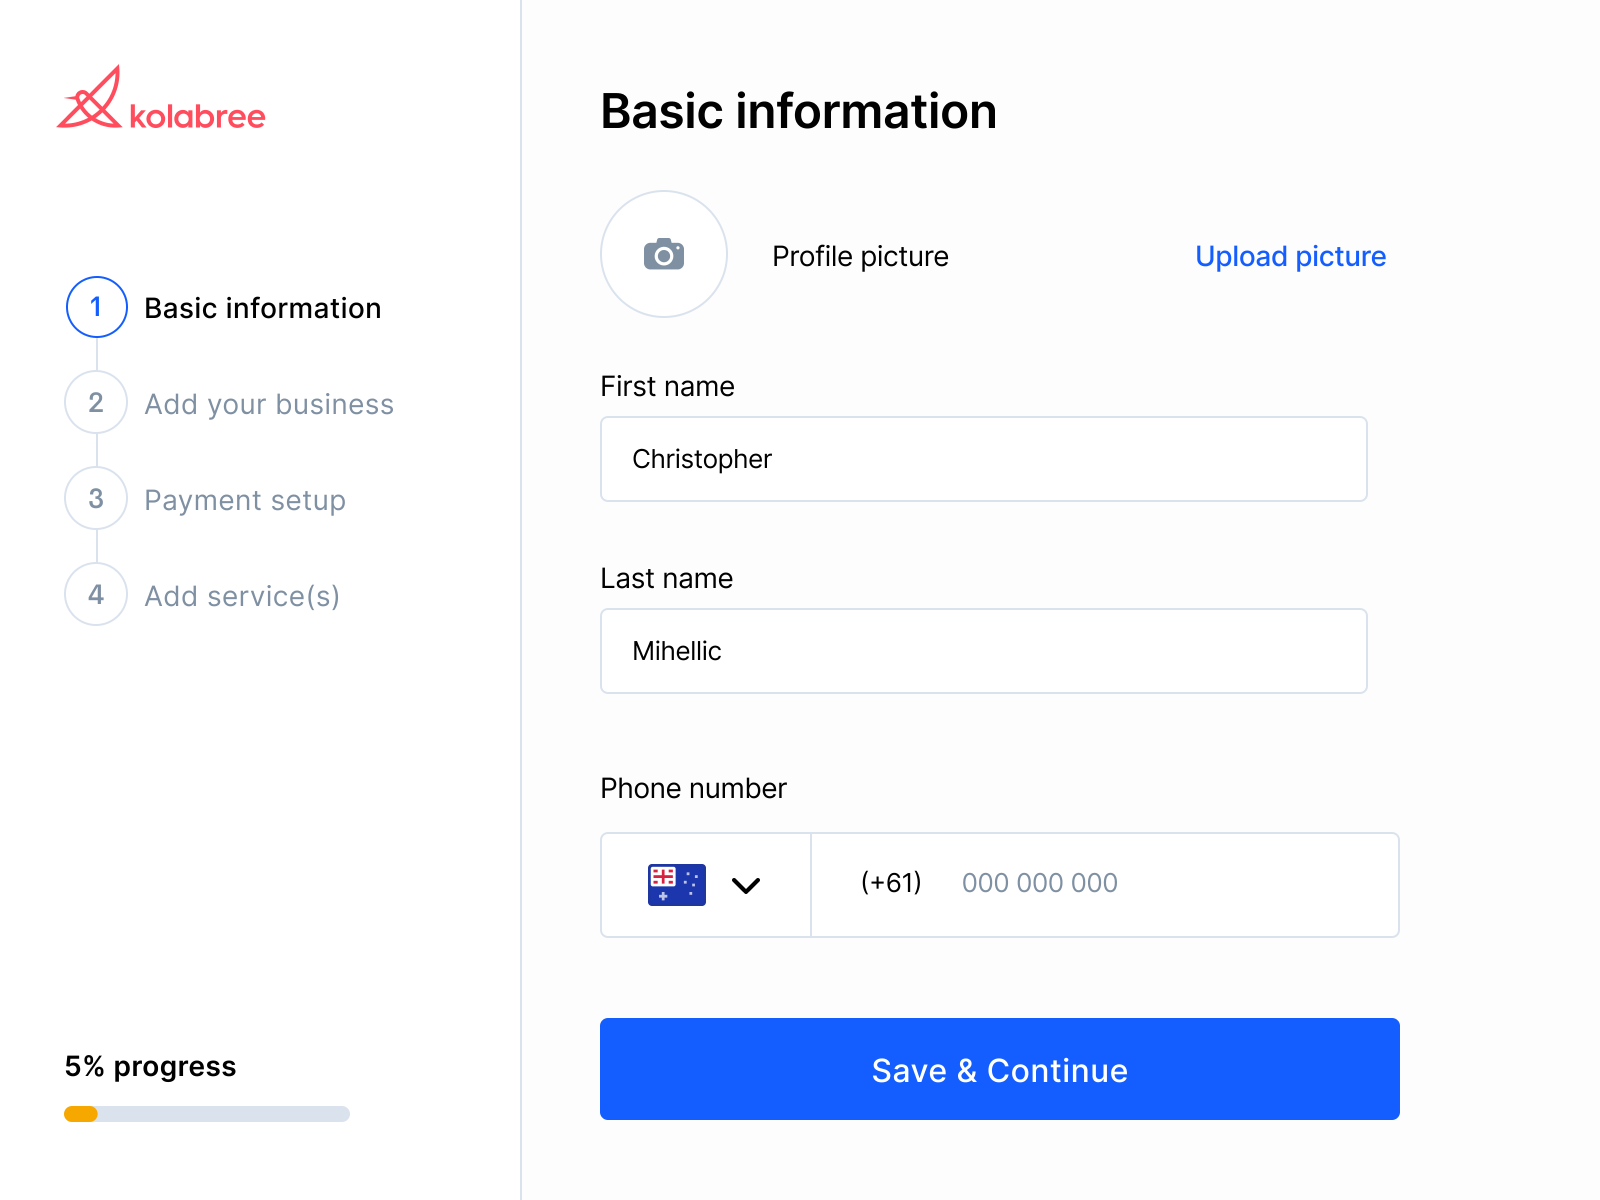 kolabree
1 Basic information
2 Add your business
3 Payment setup
4 Add service(s)
5% progress
Basic information
Profile picture
Upload picture
First name
Christopher
Last name
Mihellic
Phone number
(+61) 000 000 000
Save & Continue